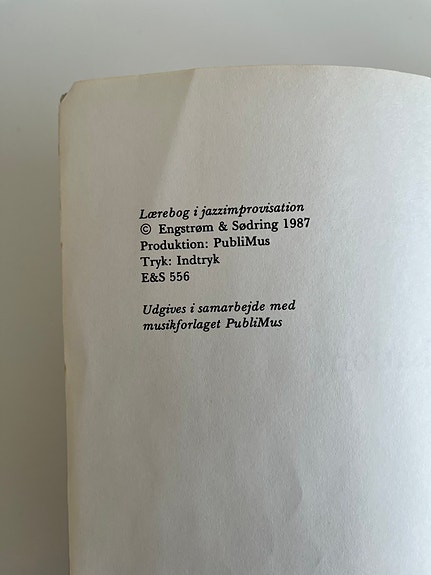 Lærebog i jazzimprovisation
© Engstrøm & Sødring 1987
Produktion: PubliMus
Tryk: Indtryk
E&S 556
Udgives i samarbejde med
musikforlaget PubliMus